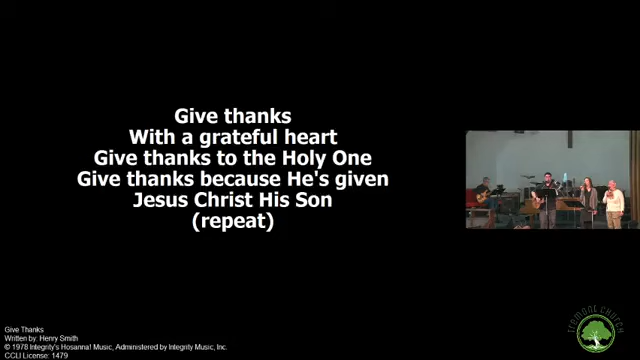 Give thanks
With a grateful heart
Give thanks to the Holy One
Give thanks because He's given
Jesus Christ His Son
(repeat)
Give Thanks
Written by: Henry Smith
© 1978 Integrity's Hosanna! Music, Administered by Integrity Music, Inc.
CCLI License: 1479
Tremont Church